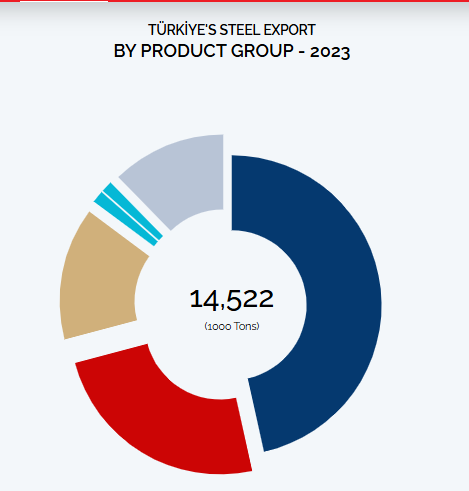 TÜRKİYE'S STEEL EXPORT
BY PRODUCT GROUP - 2023
14,522
(1000 Tons)